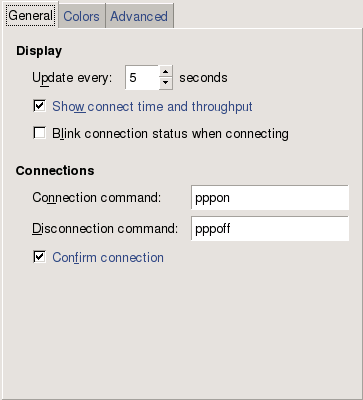 General Colors Advanced
Display
Update every: 5 seconds
Show connect time and throughput
Blink connection status when connecting
Connections
Connection command: pppon
Disconnection command: pppoff
Confirm connection